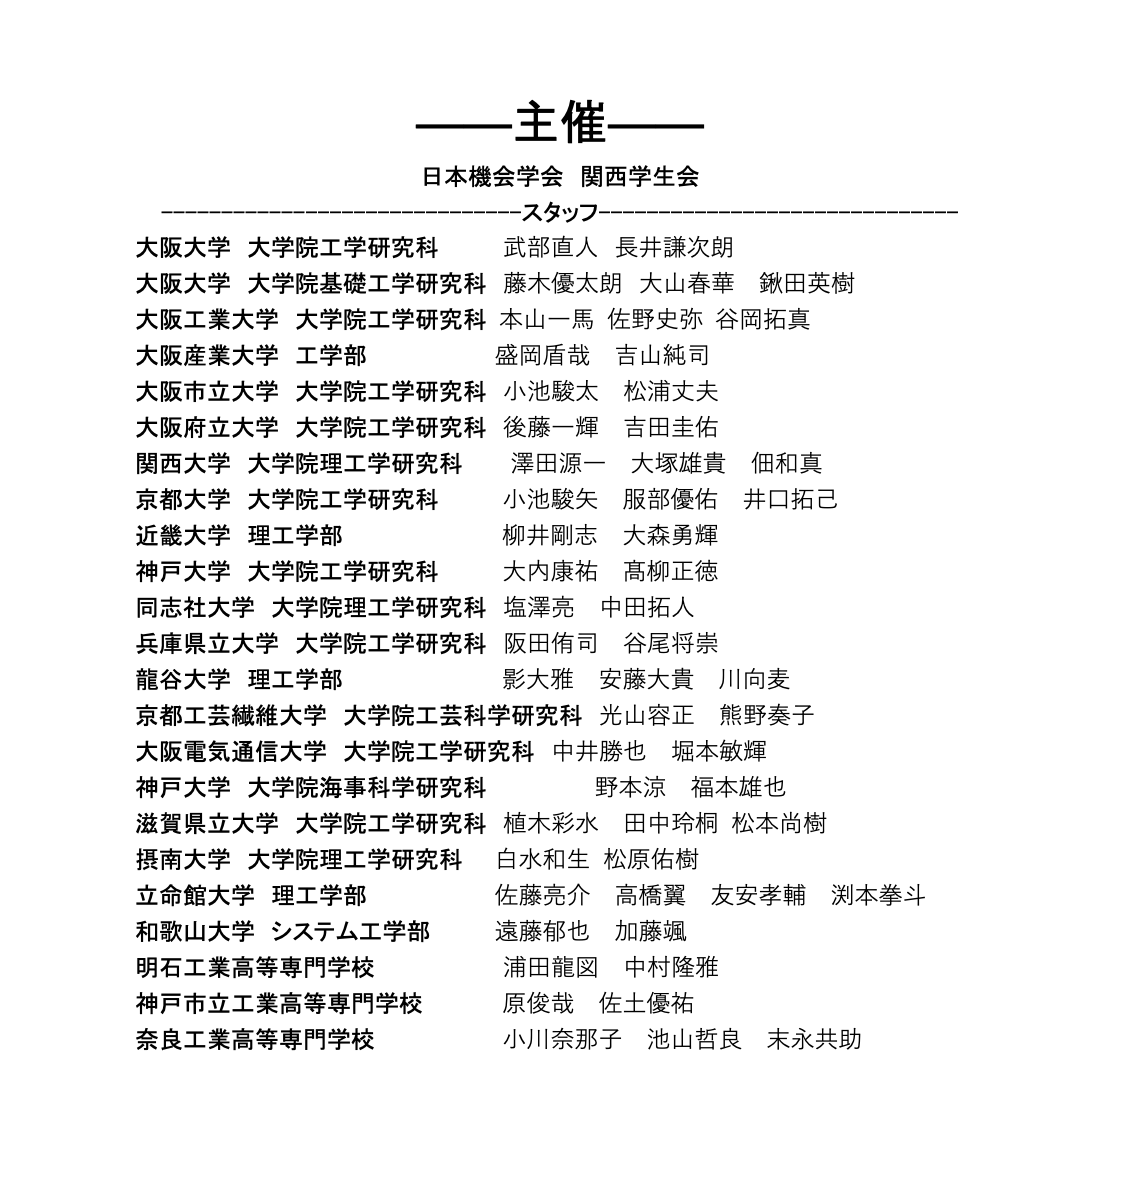 ――主催――
日本機会学会 関西学生会
------------------------------スタッフ------------------------------
大阪大学 大学院工学研究科 武部直人 長井謙次朗
大阪大学 大学院基礎工学研究科 藤木優太朗 大山春華 鍬田英樹
大阪工業大学 大学院工学研究科 本山一馬 佐野史弥 谷岡拓真
大阪産業大学 工学部 盛岡盾哉 吉山純司
大阪市立大学 大学院工学研究科 小池駿太 松浦丈夫
大阪府立大学 大学院工学研究科 後藤一輝 吉田圭佑
関西大学 大学院理工学研究科 澤田源一 大塚雄貴 佃和真
京都大学 大学院工学研究科 小池駿矢 服部優佑 井口拓己
近畿大学 理工学部 柳井剛志 大森勇輝
神戸大学 大学院工学研究科 大内康祐 髙柳正徳
同志社大学 大学院理工学研究科 塩澤亮 中田拓人
兵庫県立大学 大学院工学研究科 阪田侑司 谷尾将崇
龍谷大学 理工学部 影大雅 安藤大貴 川向麦
京都工芸繊維大学 大学院工芸科学研究科 光山容正 熊野奏子
大阪電気通信大学 大学院工学研究科 中井勝也 堀本敏輝
神戸大学 大学院海事科学研究科 野本涼 福本雄也
滋賀県立大学 大学院工学研究科 植木彩水 田中玲桐 松本尚樹
摂南大学 大学院理工学研究科 白水和生 松原佑樹
立命館大学 理工学部 佐藤亮介 高橋翼 友安孝輔 渕本拳斗
和歌山大学 システム工学部 遠藤郁也 加藤颯
明石工業高等専門学校 浦田龍図 中村隆雅
神戸市立工業高等専門学校 原俊哉 佐土優祐
奈良工業高等専門学校 小川奈那子 池山哲良 末永共助